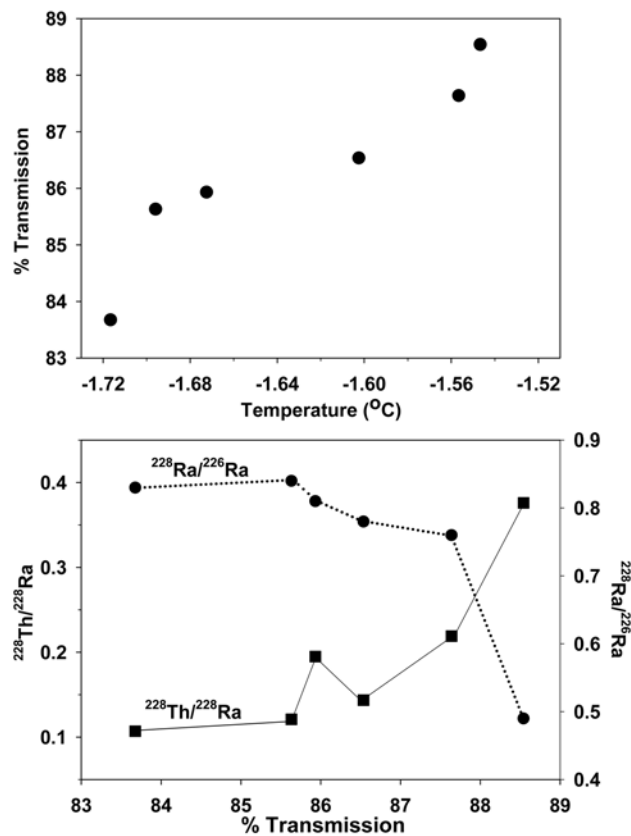 89
88
87
86
85
84
83
% Transmission
-1.72 -1.68 -1.64 -1.60 -1.56 -1.52
Temperature (°C)
0.4
0.3
0.2
0.1
²²⁸Th/²²⁸Ra
²²⁸Ra/²²⁶Ra
²²⁸Th/²²⁸Ra
0.9
0.8
0.7
0.6
0.5
0.4
²²⁸Ra/²²⁶Ra
83 84 85 86 87 88 89
% Transmission